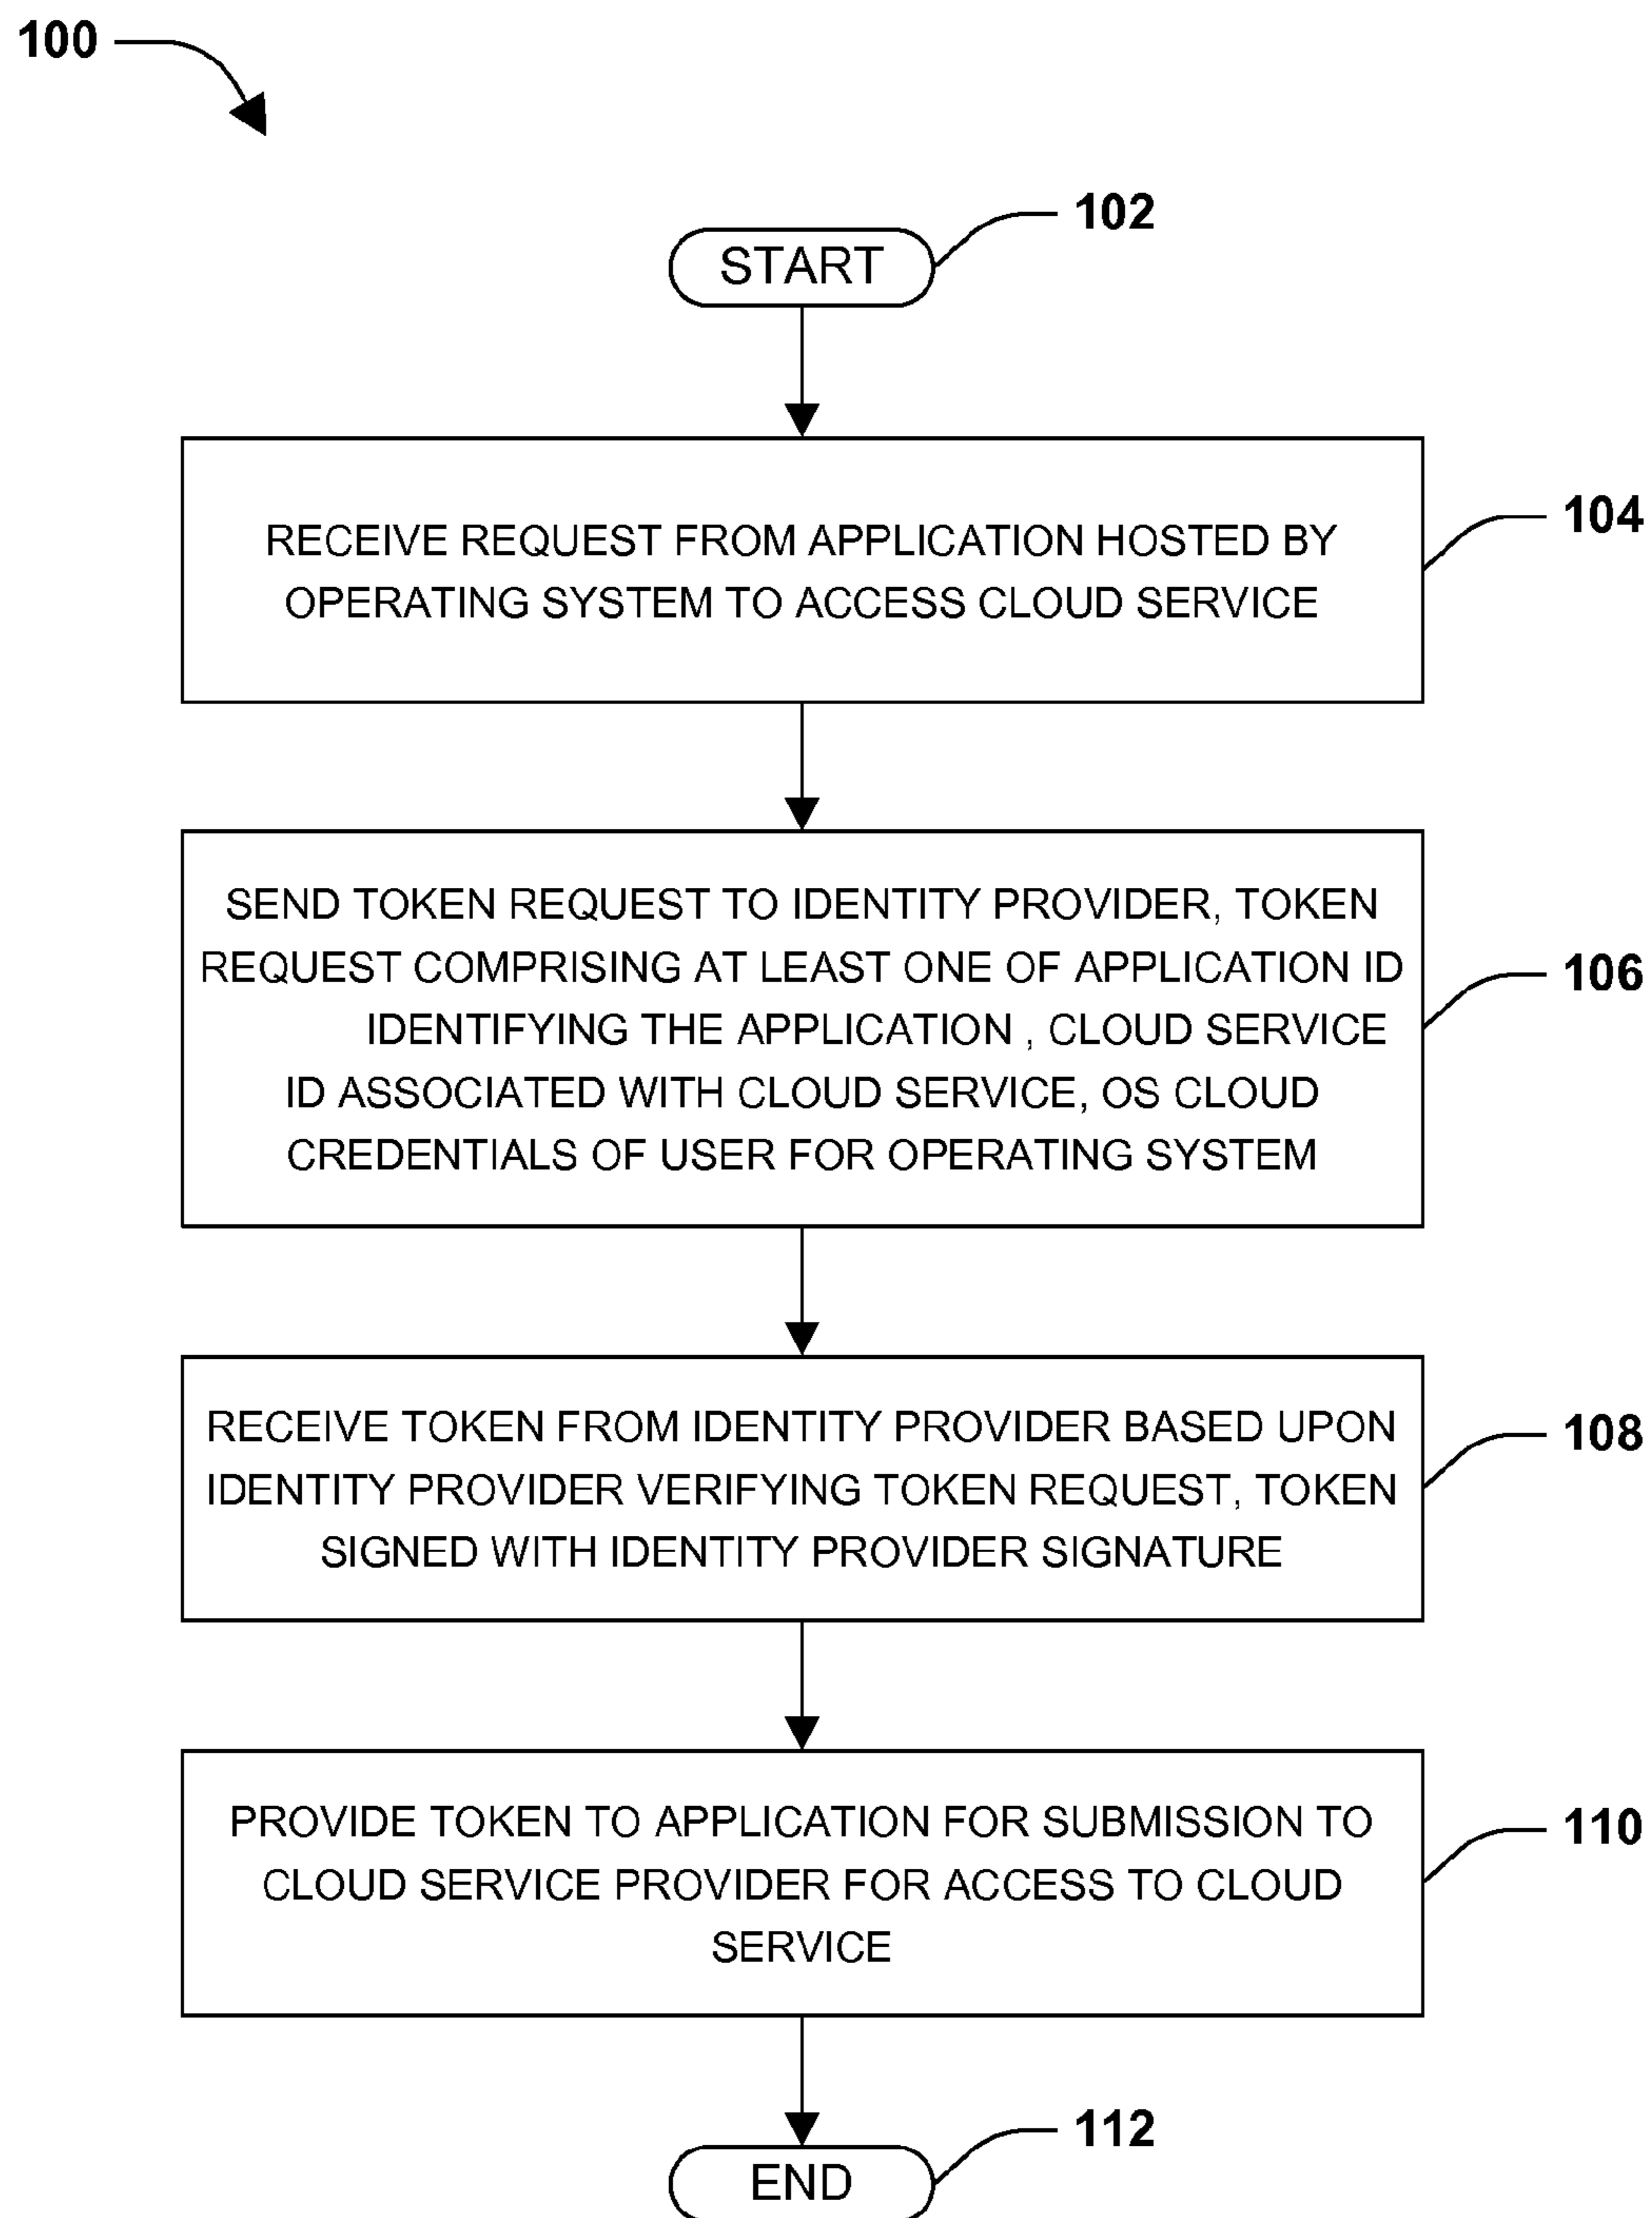 100
102
START
RECEIVE REQUEST FROM APPLICATION HOSTED BY
OPERATING SYSTEM TO ACCESS CLOUD SERVICE
104
SEND TOKEN REQUEST TO IDENTITY PROVIDER, TOKEN
REQUEST COMPRISING AT LEAST ONE OF APPLICATION ID
IDENTIFYING THE APPLICATION , CLOUD SERVICE
ID ASSOCIATED WITH CLOUD SERVICE, OS CLOUD
CREDENTIALS OF USER FOR OPERATING SYSTEM
106
RECEIVE TOKEN FROM IDENTITY PROVIDER BASED UPON
IDENTITY PROVIDER VERIFYING TOKEN REQUEST, TOKEN
SIGNED WITH IDENTITY PROVIDER SIGNATURE
108
PROVIDE TOKEN TO APPLICATION FOR SUBMISSION TO
CLOUD SERVICE PROVIDER FOR ACCESS TO CLOUD
SERVICE
110
112
END